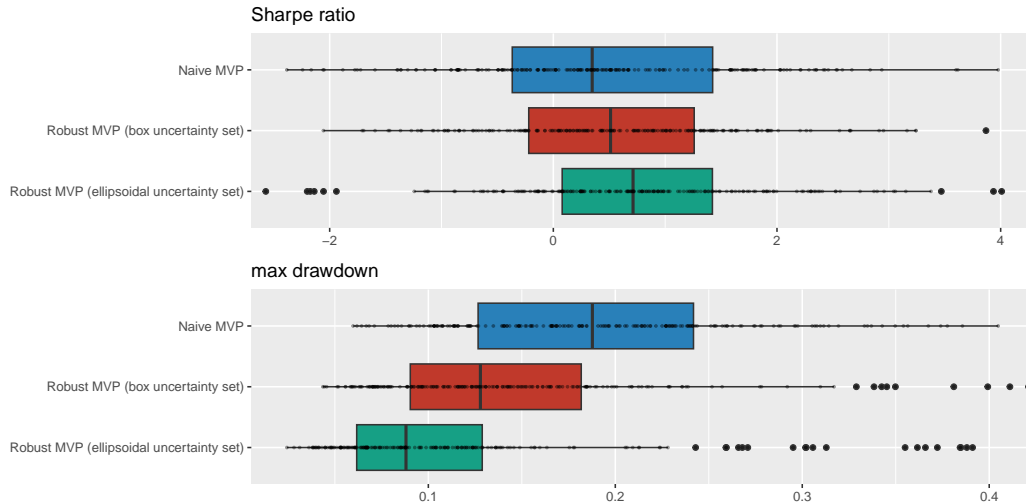 Sharpe ratio
Naive MVP
Robust MVP (box uncertainty set)
Robust MVP (ellipsoidal uncertainty set)
−2 0 2 4
max drawdown
Naive MVP
Robust MVP (box uncertainty set)
Robust MVP (ellipsoidal uncertainty set)
0.1 0.2 0.3 0.4